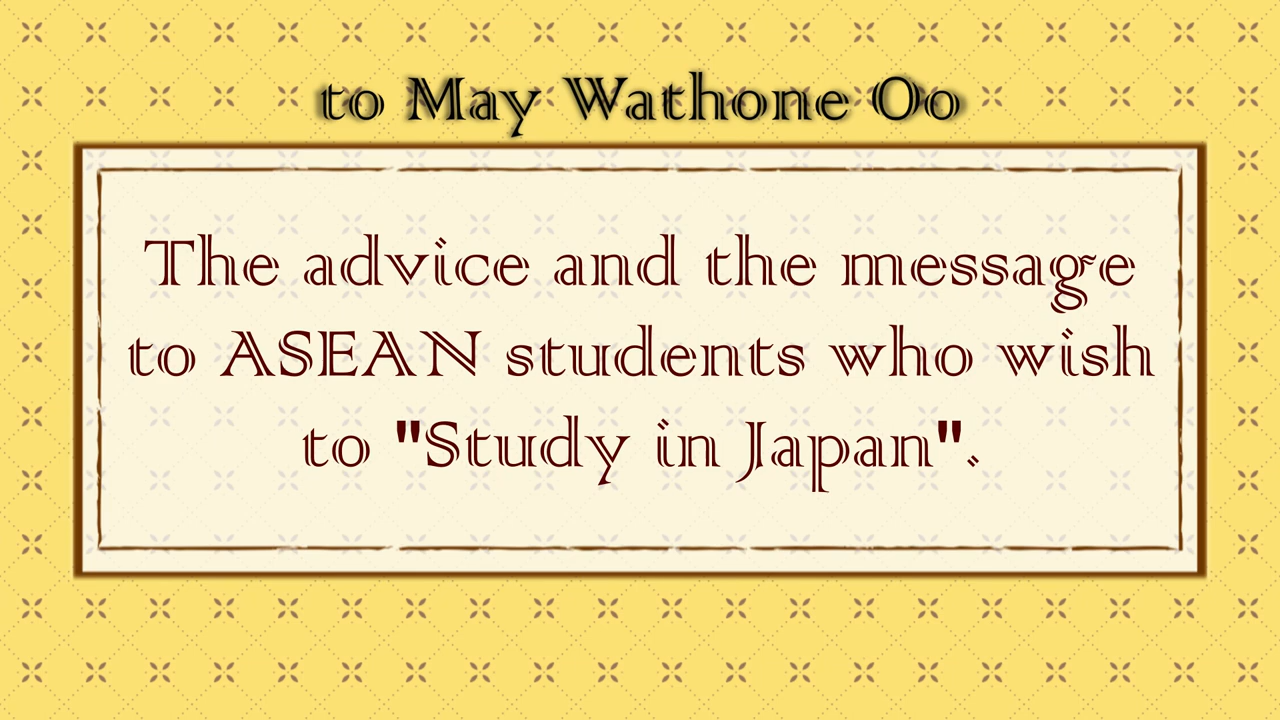 to May Wathone Oo
The advice and the message
to ASEAN students who wish
to "Study in Japan".